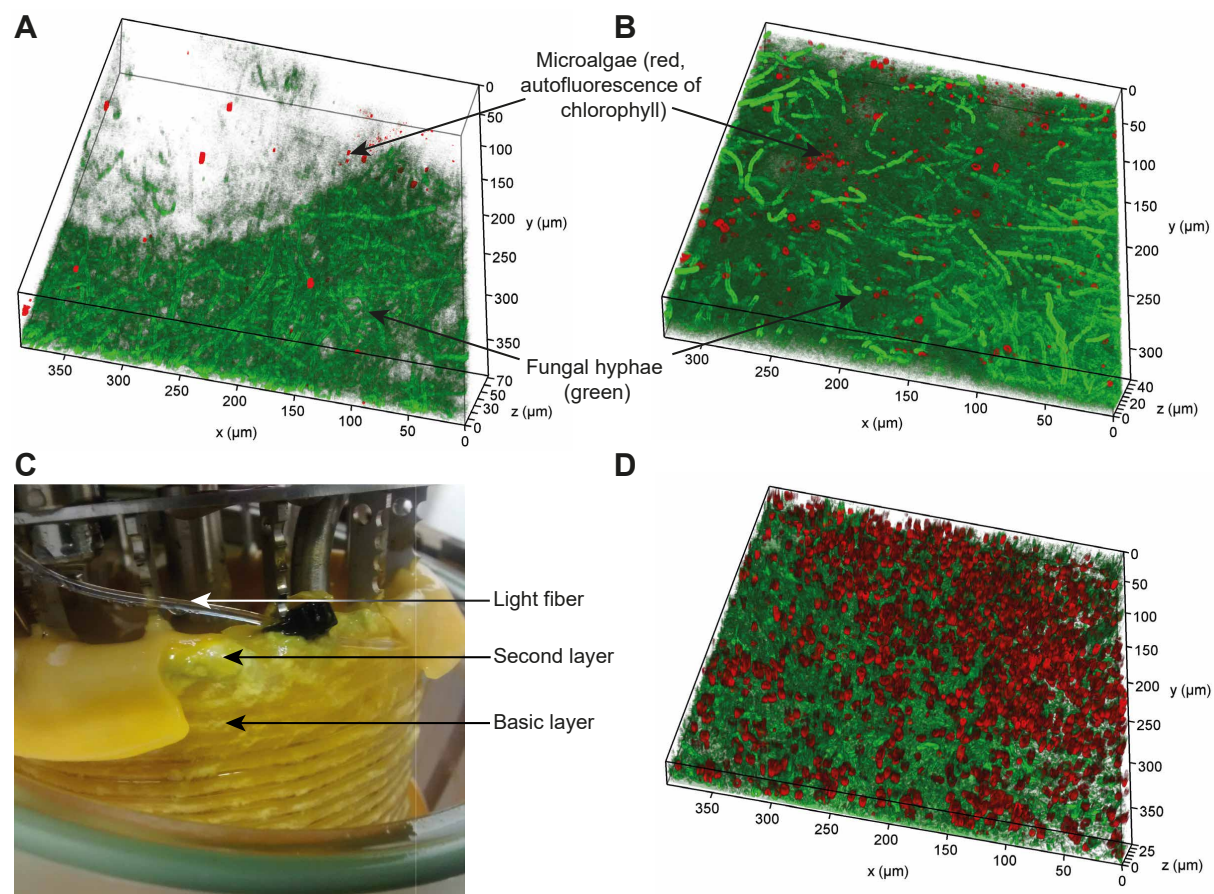 A
B
Microalgae (red,
autofluorescence of
chlorophyll)
Fungal hyphae
(green)
0
50
100
150
200
y (µm)
300
350
70
50
30
z (µm)
0
350
300
250
200
150
100
50
0
x (µm)
0
50
100
150
y (µm)
200
250
300
40
20
z (µm)
0
300
250
200
150
100
50
0
x (µm)
C
Light fiber
Second layer
Basic layer
D
0
50
100
150
y (µm)
200
250
300
350
25
0
z (µm)
350
300
250
200
150
100
50
0
x (µm)